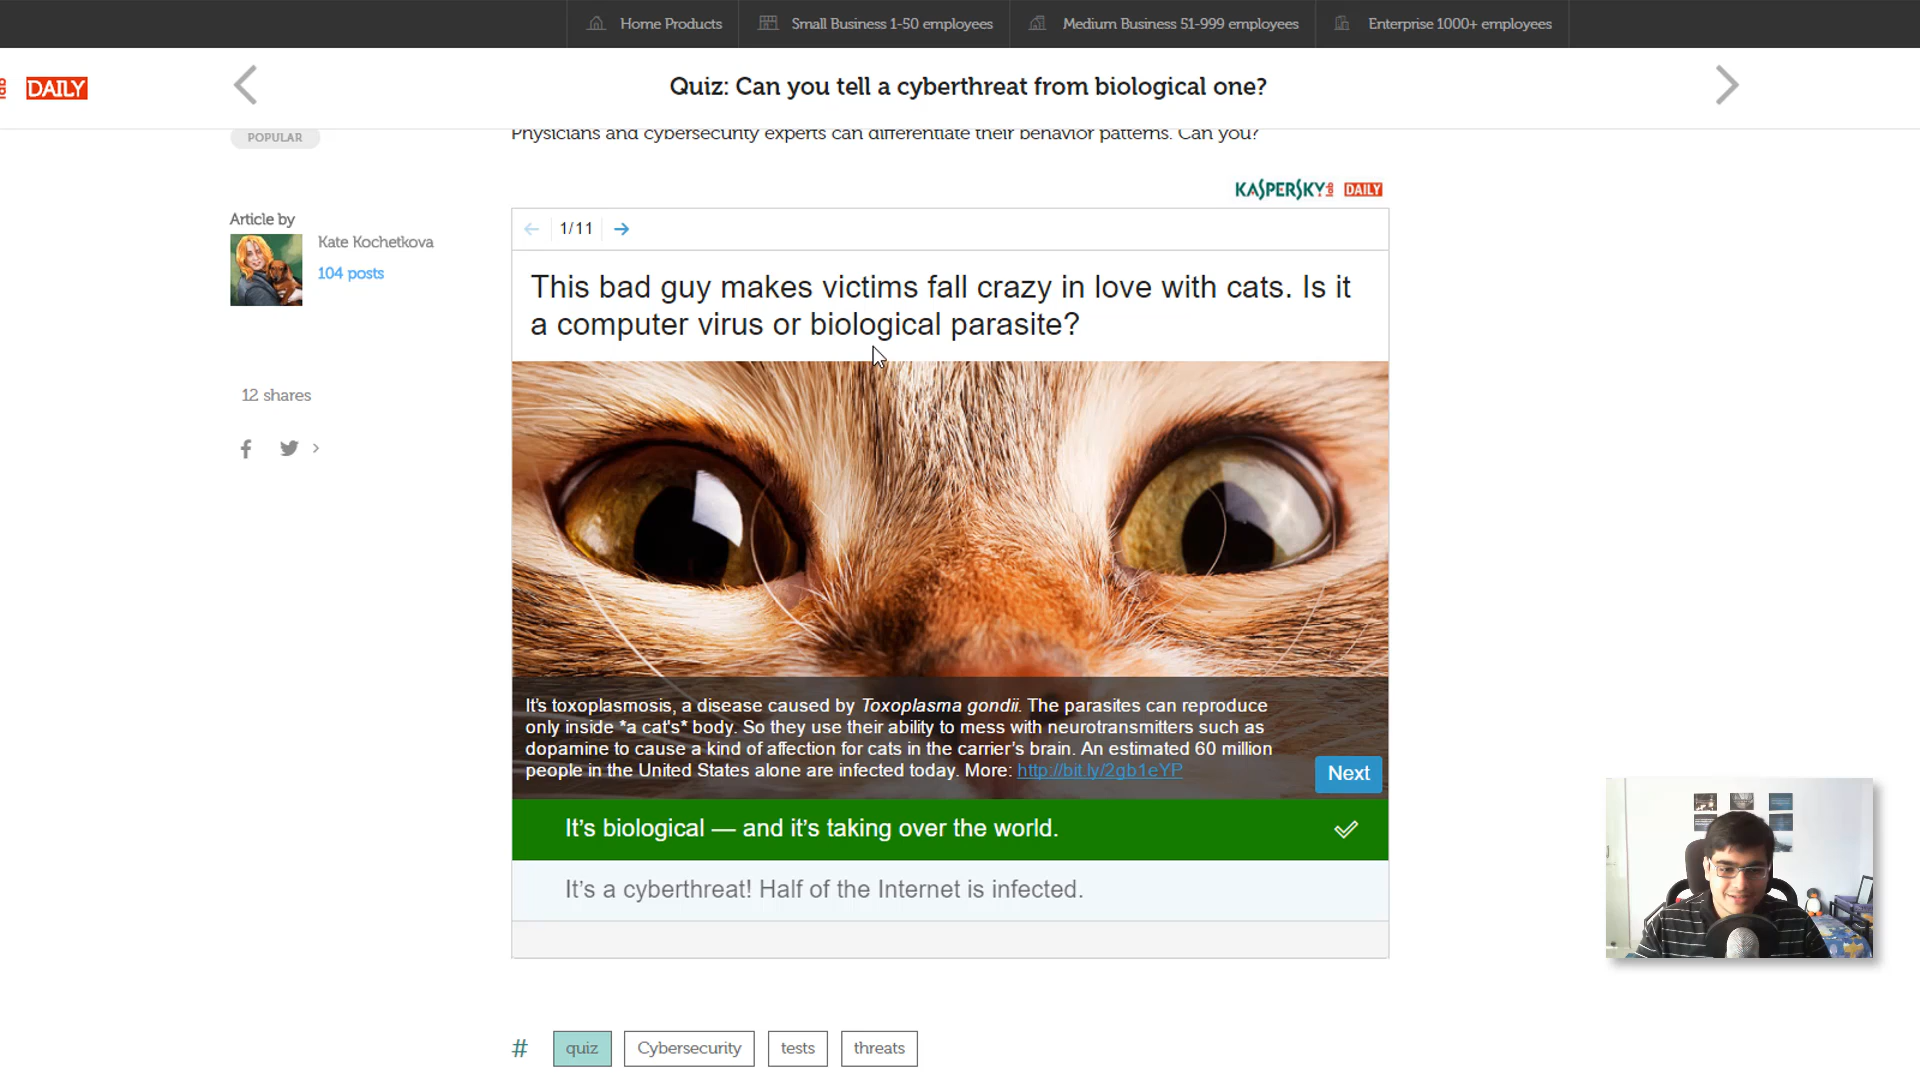 Home Products
Small Business 1-50 employees
Medium Business 51-999 employees
Enterprise 1000+ employees
lab DAILY
Quiz: Can you tell a cyberthreat from biological one?
POPULAR
Physicians and cybersecurity experts can differentiate their behavior patterns. Can you?
KASPERSKY lab DAILY
Article by
Kate Kochetkova
104 posts
12 shares
1/11
This bad guy makes victims fall crazy in love with cats. Is it
a computer virus or biological parasite?
It's toxoplasmosis, a disease caused by Toxoplasma gondii. The parasites can reproduce
only inside *a cat's* body. So they use their ability to mess with neurotransmitters such as
dopamine to cause a kind of affection for cats in the carrier's brain. An estimated 60 million
people in the United States alone are infected today. More: http://bit.ly/2gb1eYP
Next
It's biological — and it's taking over the world.
It's a cyberthreat! Half of the Internet is infected.
# quiz Cybersecurity tests threats